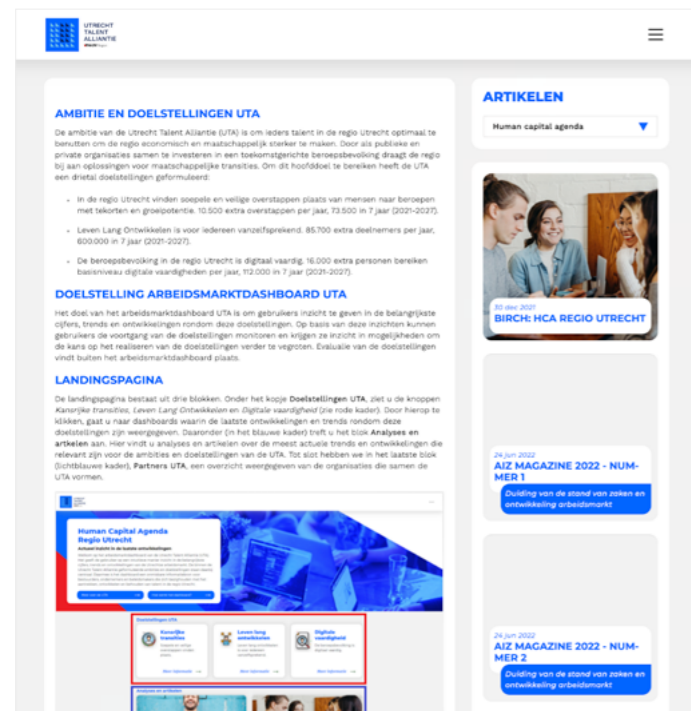 UTRECHT
TALENT
ALLIANTIE
AMBITIE EN DOELSTELLINGEN UTA
De ambitie van de Utrecht Talent Alliantie (UTA) is om ieders talent in de regio Utrecht optimaal te
benutten om de regio economisch en maatschappelijk sterker te maken. Door als publieke en
private organisaties samen te investeren in een toekomstgerichte beroepsbevolking draagt de regio
bij aan oplossingen voor maatschappelijke transities. Om dit hoofddoel te bereiken heeft de UTA
een drietal doelstellingen geformuleerd:
• In de regio Utrecht vinden soepele en veilige overstappen plaats van mensen naar beroepen
met tekorten en groeipotentie. 10.500 extra overstappen per jaar, 73.500 in 7 jaar (2021-2027).
• Leven Lang Ontwikkelen is voor iedereen vanzelfsprekend. 85.700 extra deelnemers per jaar,
600.000 in 7 jaar (2021-2027).
• De beroepsbevolking in de regio Utrecht is digitaal vaardig. 16.000 extra personen bereiken
basisniveau digitale vaardigheden per jaar, 112.000 in 7 jaar (2021-2027).
DOELSTELLING ARBEIDSMARKTDASHBOARD UTA
Het doel van het arbeidsmarktdashboard UTA is om gebruikers inzicht te geven in de belangrijkste
cijfers, trends en ontwikkelingen rondom deze doelstellingen. Op basis van deze inzichten kunnen
gebruikers de voortgang van de doelstellingen monitoren en krijgen ze inzicht in mogelijkheden om
de kans op het realiseren van de doelstellingen verder te vegroten. Evaluatie van de doelstellingen
vindt buiten het arbeidsmarktdashboard plaats.
LANDINGSPAGINA
De landingspagina bestaat uit drie blokken. Onder het kopje Doelstellingen UTA, ziet u de knoppen
Kansrijke transities, Leven Lang Ontwikkelen en Digitale vaardigheid (zie rode kader). Door hierop te
klikken, gaat u naar dashboards waarin de laatste ontwikkelingen en trends rondom deze
doelstellingen zijn weergegeven. Daaronder (in het blauwe kader) treft u het blok Analyses en
artkelen aan. Hier vindt u analyses en artikelen over de meest actuele trends en ontwikkelingen die
relevant zijn voor de ambities en doelstellingen van de UTA. Tot slot hebben we in het laatste blok
(lichtblauwe kader), Partners UTA, een overzicht weergegeven van de organisaties die samen de
UTA vormen.
Human Capital Agenda
Regio Utrecht
Actueel inzicht in de laatste ontwikkelingen
Doelstellingen UTA
Kansrijke
transities
Leven lang
ontwikkelen
Digitale
vaardigheid
Analyses en artikelen
ARTIKELEN
Human capital agenda
30 dec 2021
BIRCH: HCA REGIO UTRECHT
24 jun 2022
AIZ MAGAZINE 2022 - NUM-
MER 1
Duiding van de stand van zaken en
ontwikkeling arbeidsmarkt
24 jun 2022
AIZ MAGAZINE 2022 - NUM-
MER 2
Duiding van de stand van zaken en
ontwikkeling arbeidsmarkt